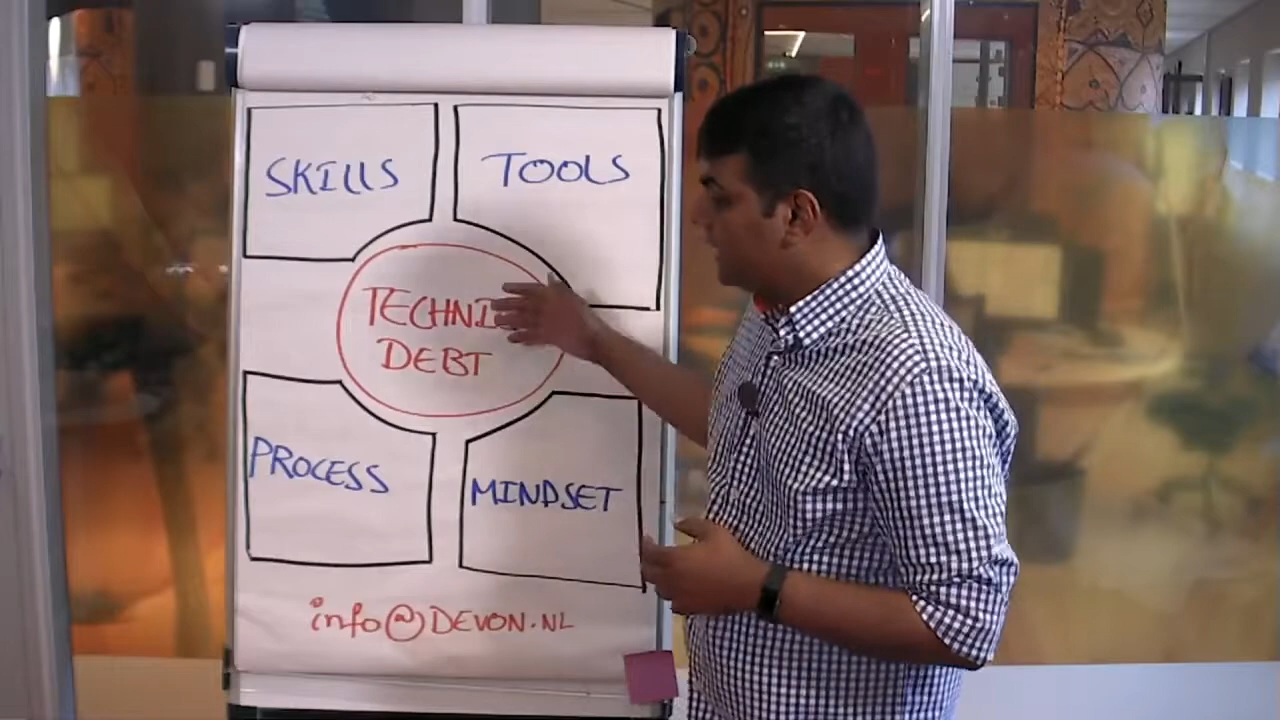 SKILLS
TOOLS
TECHNI
DEBT
PROCESS
MINDSET
info@DEVON.NL